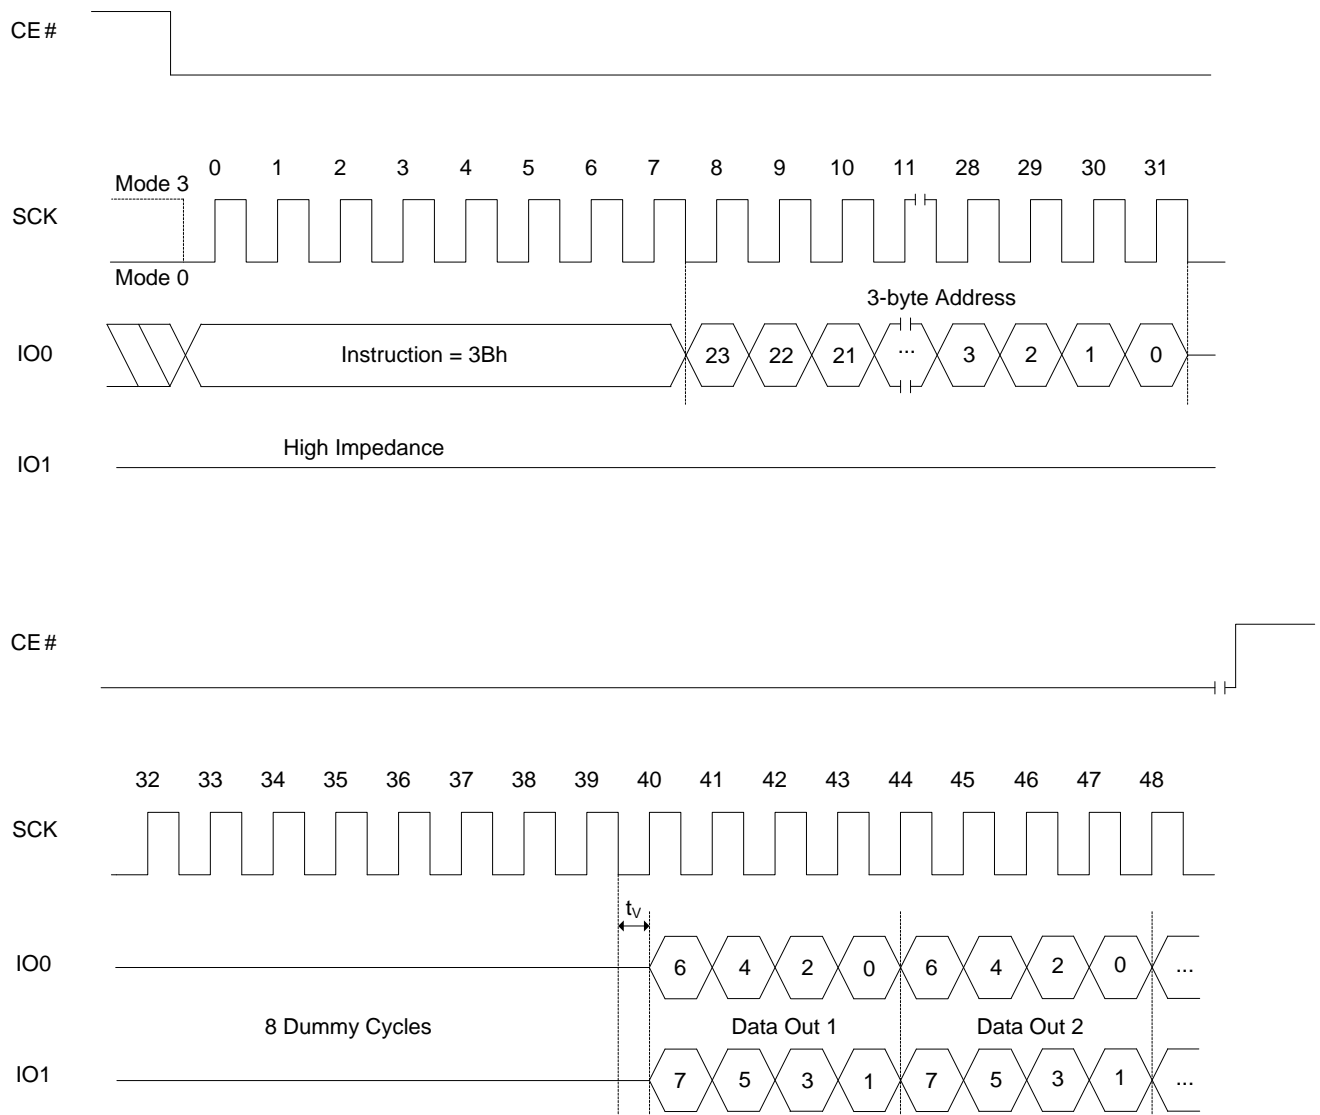 CE#
0 1 2 3 4 5 6 7 8 9 10 11 28 29 30 31
Mode 3
SCK
Mode 0
3-byte Address
IO0 Instruction = 3Bh 23 22 21 ... 3 2 1 0
High Impedance
IO1
CE#
32 33 34 35 36 37 38 39 40 41 42 43 44 45 46 47 48
SCK
tV
IO0 6 4 2 0 6 4 2 0 ...
8 Dummy Cycles Data Out 1 Data Out 2
IO1 7 5 3 1 7 5 3 1 ...